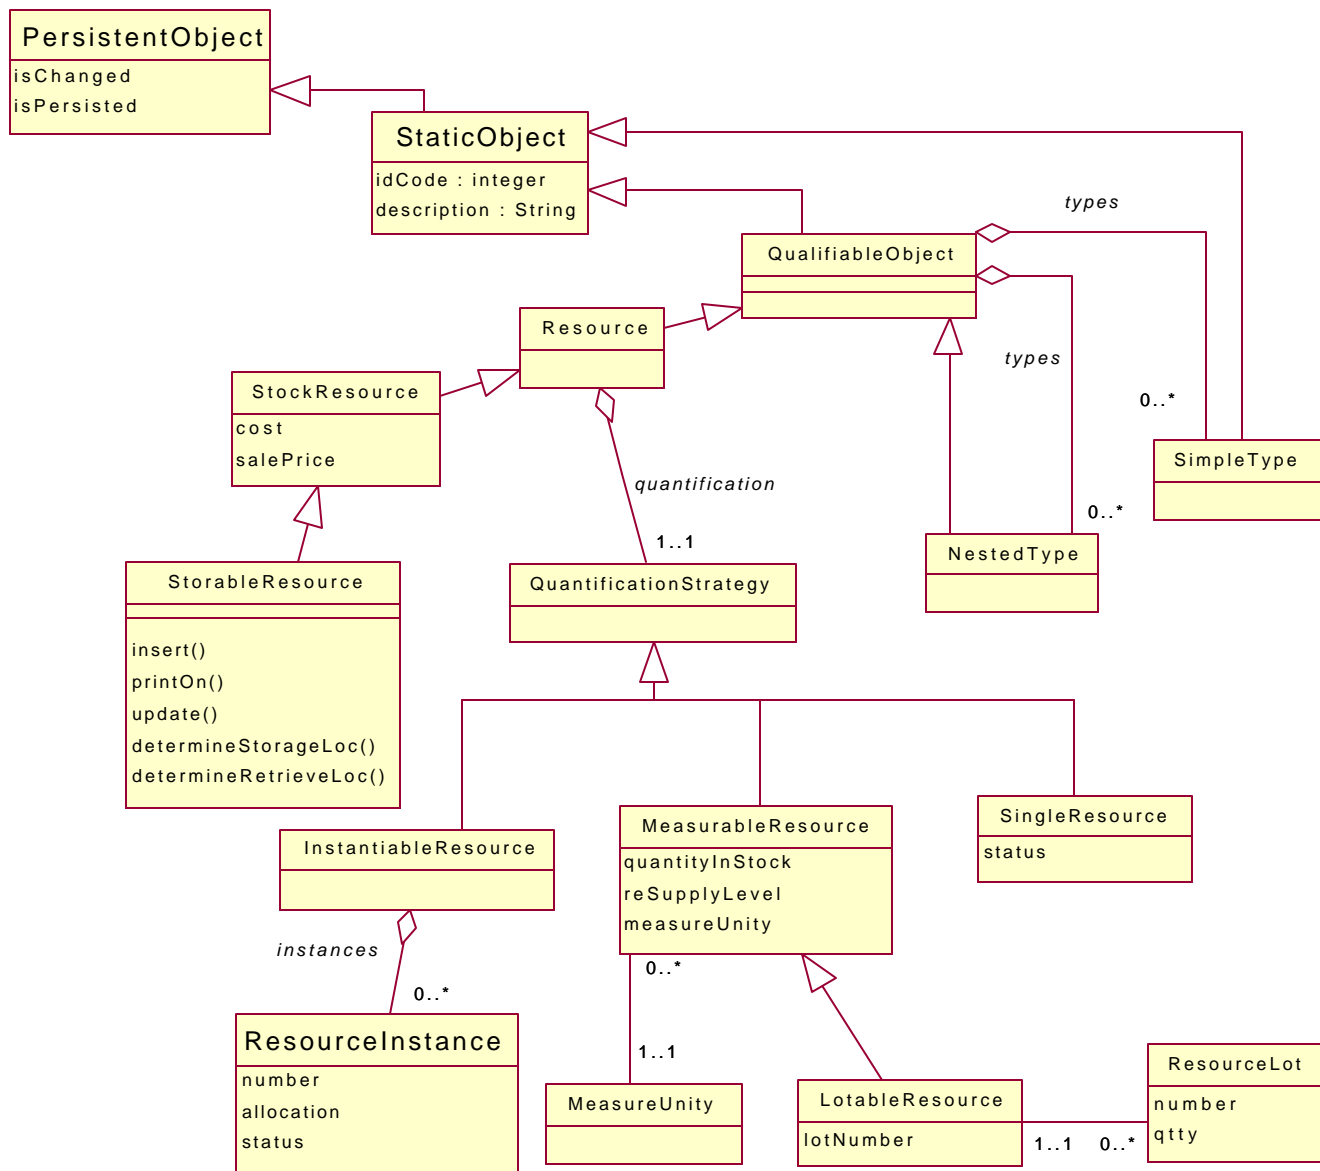 PersistentObject
isChanged
isPersisted
StaticObject
idCode : integer
description : String
types
QualifiableObject
Resource
types
StockResource
cost
salePrice
0..*
SimpleType
quantification
1..1
0..*
NestedType
StorableResource
insert()
printOn()
update()
determineStorageLoc()
determineRetrieveLoc()
QuantificationStrategy
InstantiableResource
MeasurableResource
quantityInStock
reSupplyLevel
measureUnity
SingleResource
status
instances
0..*
0..*
1..1
ResourceInstance
number
allocation
status
MeasureUnity
LotableResource
lotNumber
1..1
0..*
ResourceLot
number
qtty